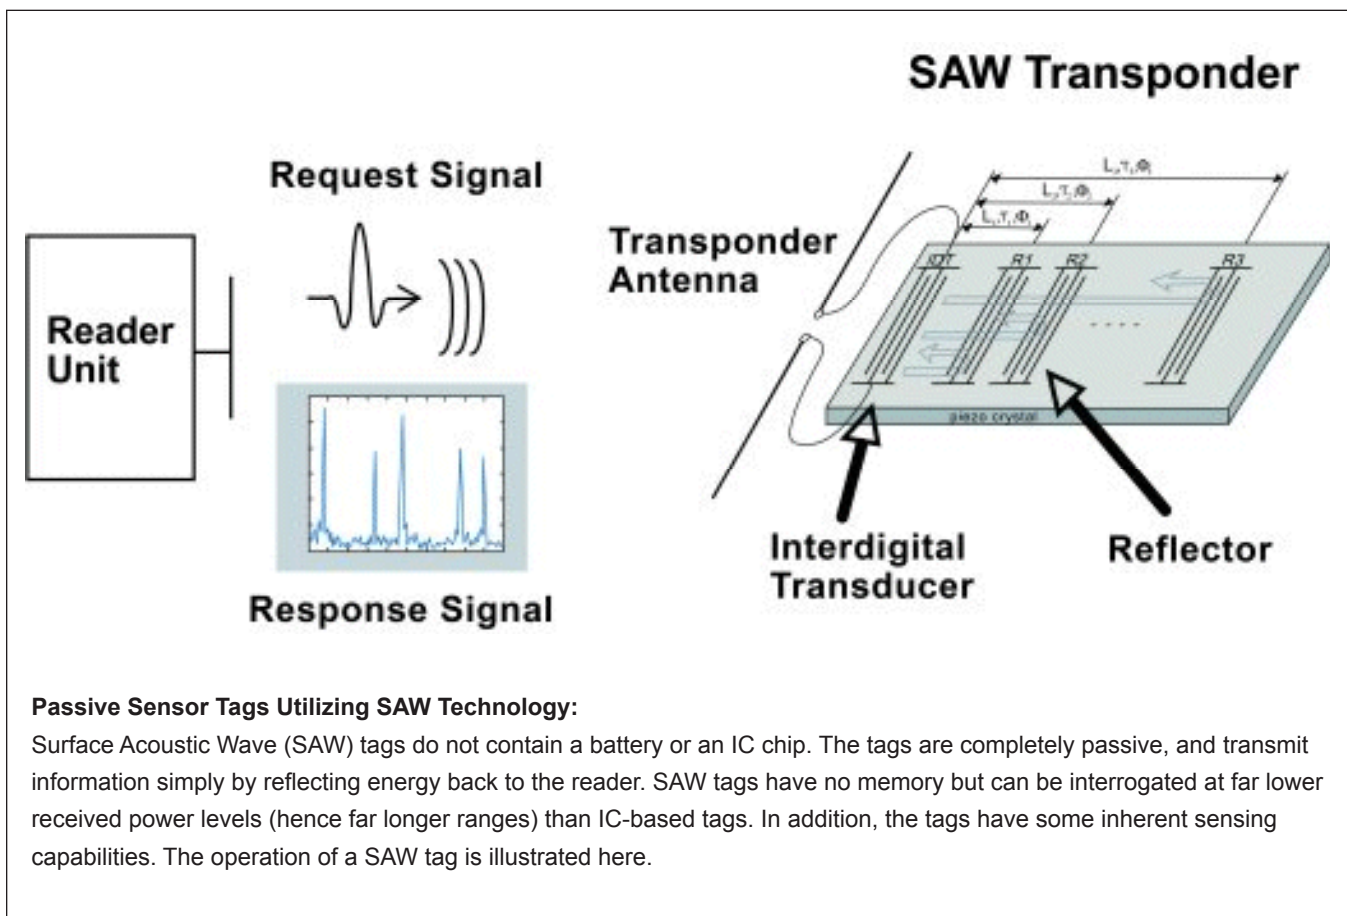 SAW Transponder
Request Signal
Reader
Unit
Transponder
Antenna
IDT
R1
R2
R3
piezo crystal
Interdigital
Transducer
Reflector
Response Signal
Passive Sensor Tags Utilizing SAW Technology:
Surface Acoustic Wave (SAW) tags do not contain a battery or an IC chip. The tags are completely passive, and transmit
information simply by reflecting energy back to the reader. SAW tags have no memory but can be interrogated at far lower
received power levels (hence far longer ranges) than IC-based tags. In addition, the tags have some inherent sensing
capabilities. The operation of a SAW tag is illustrated here.